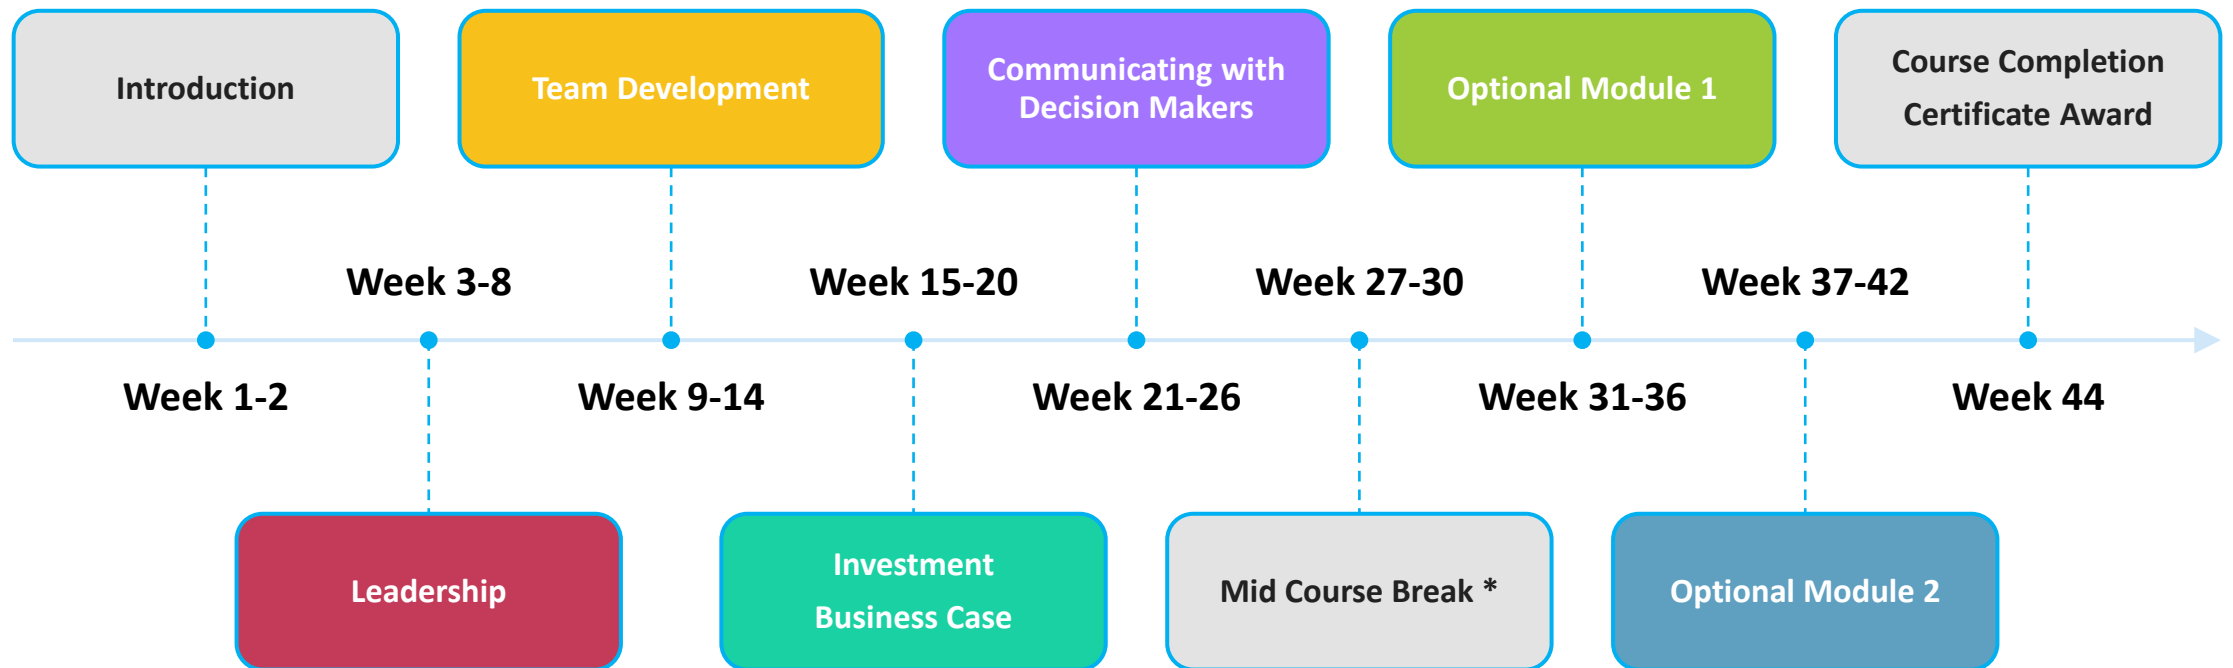 Introduction
Team Development
Communicating with
Decision Makers
Optional Module 1
Course Completion
Certificate Award
Week 3-8
Week 15-20
Week 27-30
Week 37-42
Week 1-2
Week 9-14
Week 21-26
Week 31-36
Week 44
Leadership
Investment
Business Case
Mid Course Break *
Optional Module 2